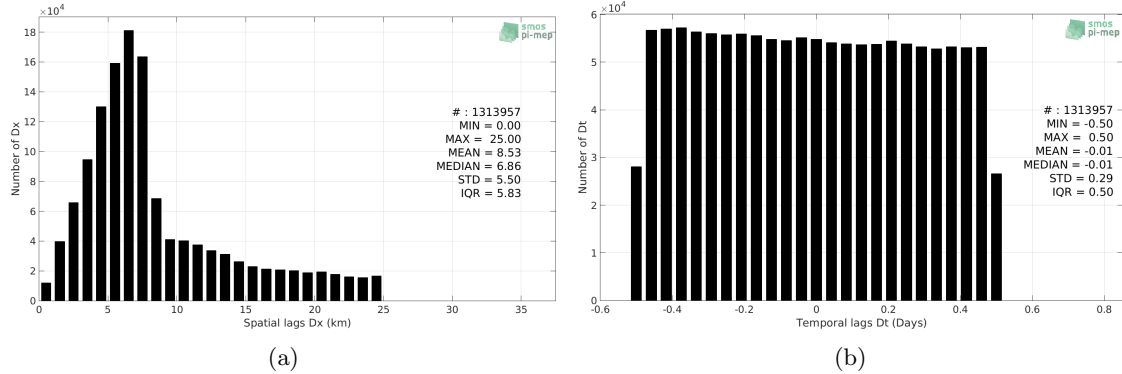 ×10⁴
18
16
14
12
10
8
6
4
2
0
Number of Dx
smos
pi-mep
# : 1313957
MIN = 0.00
MAX = 25.00
MEAN = 8.53
MEDIAN = 6.86
STD = 5.50
IQR = 5.83
0 5 10 15 20 25 30 35
Spatial lags Dx (km)
(a)
×10⁴
6
5
4
3
2
1
0
Number of Dt
smos
pi-mep
# : 1313957
MIN = -0.50
MAX = 0.50
MEAN = -0.01
MEDIAN = -0.01
STD = 0.29
IQR = 0.50
-0.6 -0.4 -0.2 0 0.2 0.4 0.6 0.8
Temporal lags Dt (Days)
(b)